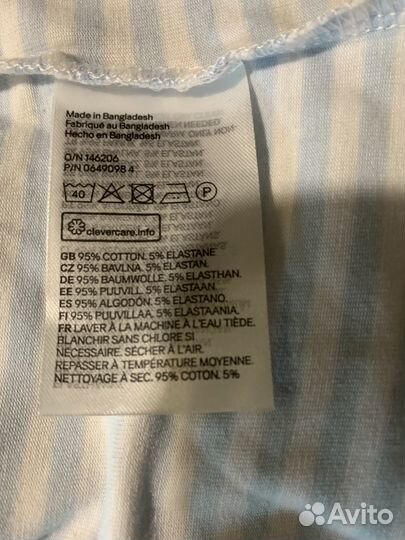 Made in Bangladesh
Fabriqué au Bangladesh
Hecho en Bangladesh
O/N 146206
P/N 0649098 4
40
P
clevercare.info
GB 95% COTTON. 5% ELASTANE
CZ 95% BAVLNA. 5% ELASTAN.
DE 95% BAUMWOLLE. 5% ELASTHAN.
EE 95% PUUVILL. 5% ELASTAAN.
ES 95% ALGODÓN. 5% ELASTANO.
FI 95% PUUVILLAA. 5% ELASTAANIA.
FR LAVER À LA MACHINE À L'EAU TIÈDE.
BLANCHIR SANS CHLORE SI
NÉCESSAIRE. SÉCHER À L'AIR.
REPASSER À TEMPÉRATURE MOYENNE.
NETTOYAGE À SEC. 95% COTON. 5%
Avito